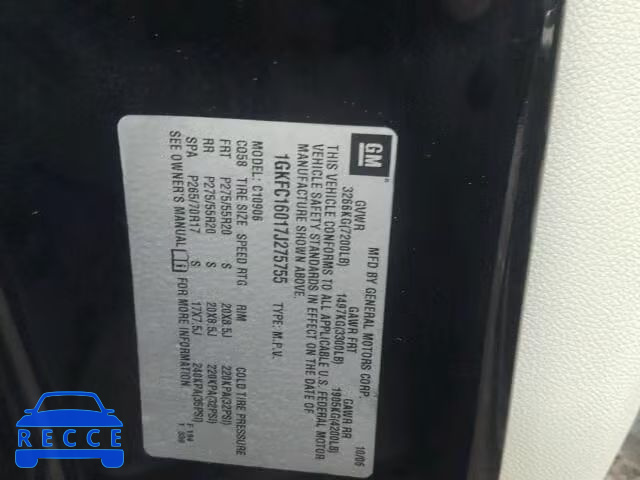 GM
MFD BY GENERAL MOTORS CORP. 10/06
GVWR GAWR FRT GAWR RR
3266KG(7200LB) 1497KG(3300LB) 1905KG(4200LB)
THIS VEHICLE CONFORMS TO ALL APPLICABLE U.S. FEDERAL MOTOR
VEHICLE SAFETY STANDARDS IN EFFECT ON THE DATE OF
MANUFACTURE SHOWN ABOVE.
1GKFC16017J275755 TYPE: M.P.V.
MODEL: C10906
CQ58 TIRE SIZE SPEED RTG RIM COLD TIRE PRESSURE
FRT P275/55R20 S 20X8.5J 220KPA(32PSI)
RR P275/55R20 S 20X8.5J 220KPA(32PSI)
SPA P265/70R17 S 17X7.5J 240KPA(35PSI)
SEE OWNER'S MANUAL FOR MORE INFORMATION.
SEE CARS